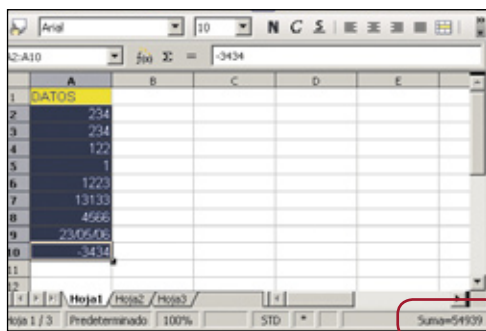 Arial 10 N C S
A2:A10 f(x) Σ = -3434
A B C D E
1 DATOS
2 234
3 234
4 122
5 1
6 1223
7 13133
8 4566
9 23/05/06
10 -3434
11
12
Hoja1 Hoja2 Hoja3
Hoja 1 / 3 Predeterminado 100% STD * Suma=54939